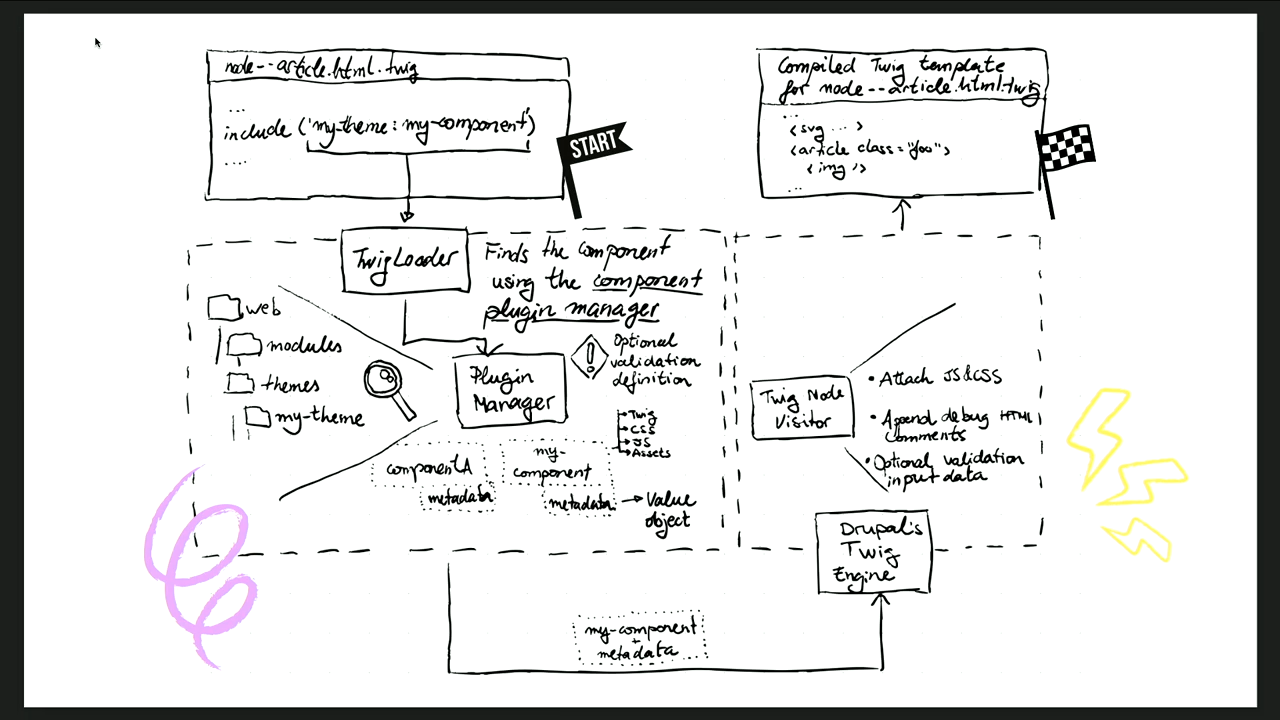 node--article.html.twig
...
include ('my-theme: my-component')
....
START
Compiled Twig template
for node--article.html.twig
...
<svg ... >
<article class="foo">
<img />
...
TwigLoader
Finds the component
using the component
plugin manager
web
modules
themes
my-theme
Plugin
Manager
!
Optional
validation
definition
Twig
CSS
JS
Assets
componentA
metadata
my-
component
metadata
Value
object
Twig Node
Visitor
• Attach JS&CSS
• Append debug HTML
comments
• Optional validation
input data
Drupal's
Twig
Engine
my-component
+
metadata